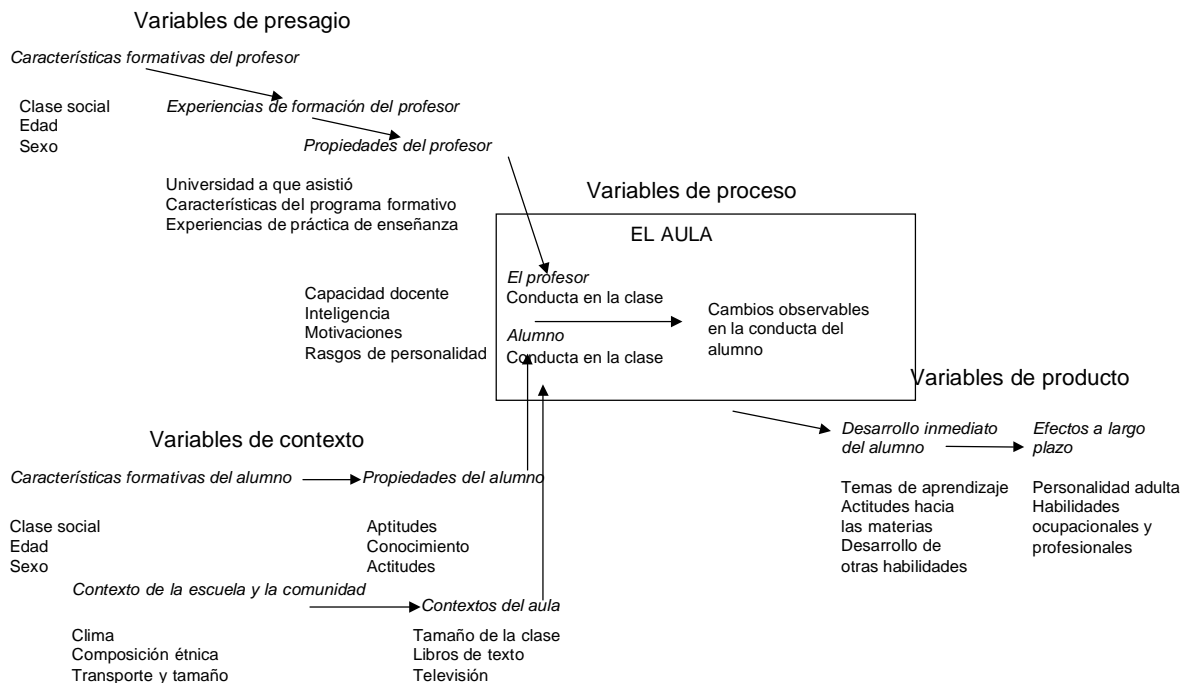 Variables de presagio
Características formativas del profesor
Clase social
Edad
Sexo
Experiencias de formación del profesor
Propiedades del profesor
Universidad a que asistió
Características del programa formativo
Experiencias de práctica de enseñanza
Capacidad docente
Inteligencia
Motivaciones
Rasgos de personalidad
Variables de proceso
EL AULA
El profesor
Conducta en la clase
Alumno
Conducta en la clase
Cambios observables
en la conducta del
alumno
Variables de producto
Desarrollo inmediato
del alumno
Efectos a largo
plazo
Temas de aprendizaje
Actitudes hacia
las materias
Desarrollo de
otras habilidades
Personalidad adulta
Habilidades
ocupacionales y
profesionales
Variables de contexto
Características formativas del alumno
Propiedades del alumno
Clase social
Edad
Sexo
Aptitudes
Conocimiento
Actitudes
Contexto de la escuela y la comunidad
Contextos del aula
Clima
Composición étnica
Transporte y tamaño
Tamaño de la clase
Libros de texto
Televisión